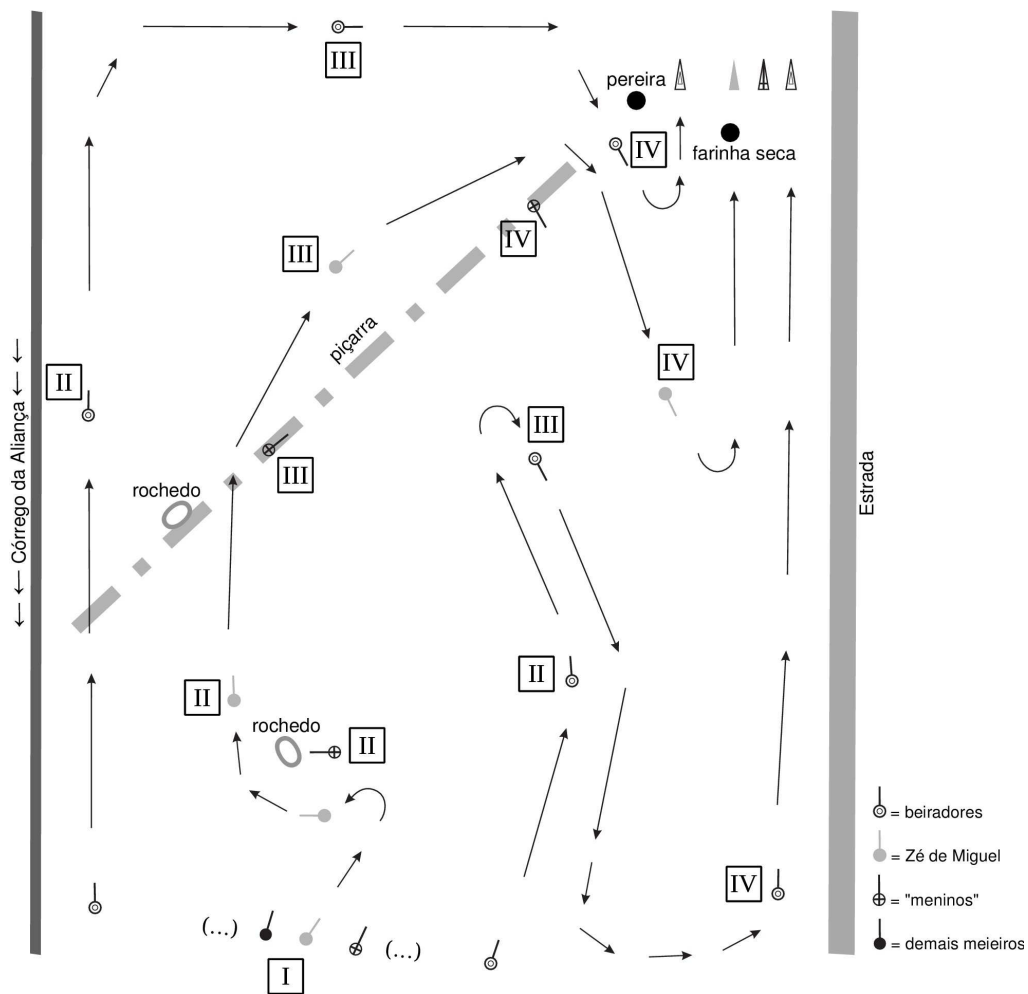 III
pereira
farinha seca
IV
IV
III
piçarra
II
IV
III
III
← ← Córrego da Aliança ← ←
rochedo
Estrada
II
II
rochedo
II
IV
(...)
(...)
I
= beiradores
= Zé de Miguel
= "meninos"
= demais meieiros